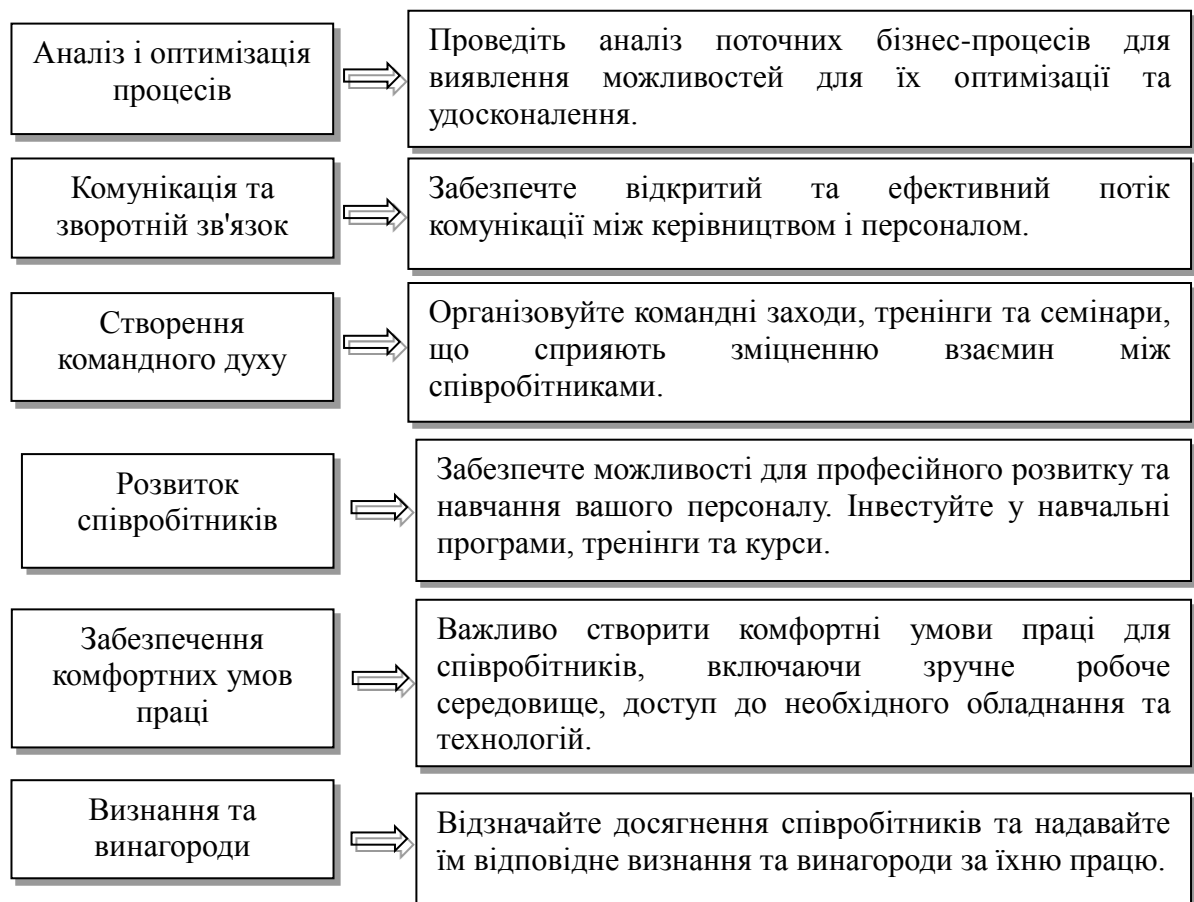 Аналіз і оптимізація
процесів
Проведіть аналіз поточних бізнес-процесів для
виявлення можливостей для їх оптимізації та
удосконалення.
Комунікація та
зворотній зв'язок
Забезпечте відкритий та ефективний потік
комунікації між керівництвом і персоналом.
Створення
командного духу
Організовуйте командні заходи, тренінги та семінари,
що сприяють зміцненню взаємин між
співробітниками.
Розвиток
співробітників
Забезпечте можливості для професійного розвитку та
навчання вашого персоналу. Інвестуйте у навчальні
програми, тренінги та курси.
Забезпечення
комфортних умов
праці
Важливо створити комфортні умови праці для
співробітників, включаючи зручне робоче
середовище, доступ до необхідного обладнання та
технологій.
Визнання та
винагороди
Відзначайте досягнення співробітників та надавайте
їм відповідне визнання та винагороди за їхню працю.